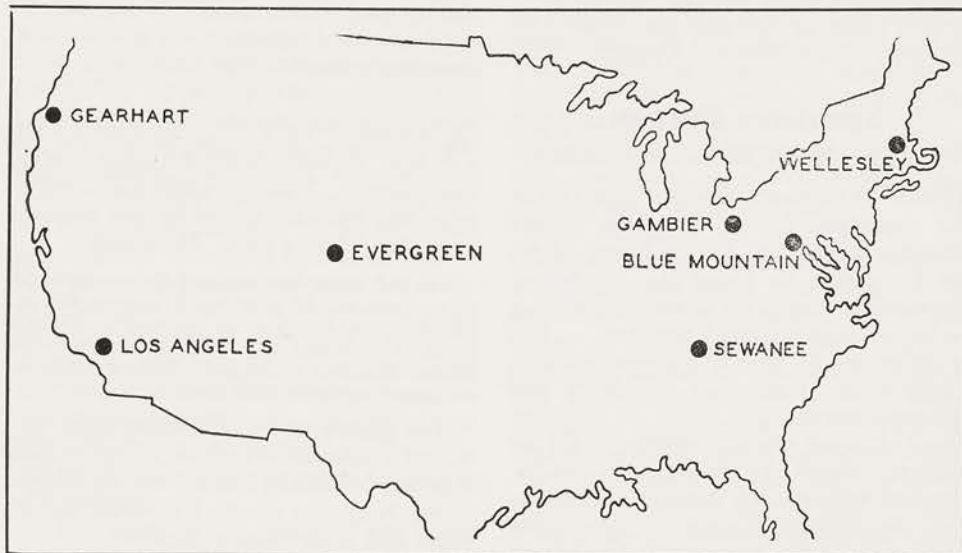 GEARHART
WELLESLEY
GAMBIER
EVERGREEN
BLUE MOUNTAIN
LOS ANGELES
SEWANEE